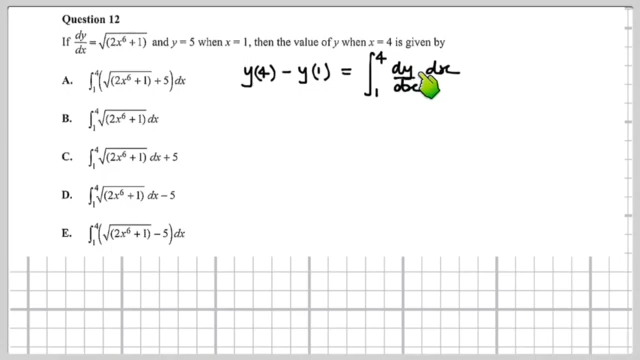 Question 12
If dy/dx = √(2x⁶ + 1) and y = 5 when x = 1, then the value of y when x = 4 is given by
A. ∫₁⁴(√(2x⁶ + 1) + 5) dx
y(4) − y(1) = ∫₁⁴ dy/dx dx
B. ∫₁⁴ √(2x⁶ + 1) dx
C. ∫₁⁴ √(2x⁶ + 1) dx + 5
D. ∫₁⁴ √(2x⁶ + 1) dx − 5
E. ∫₁⁴(√(2x⁶ + 1) − 5) dx